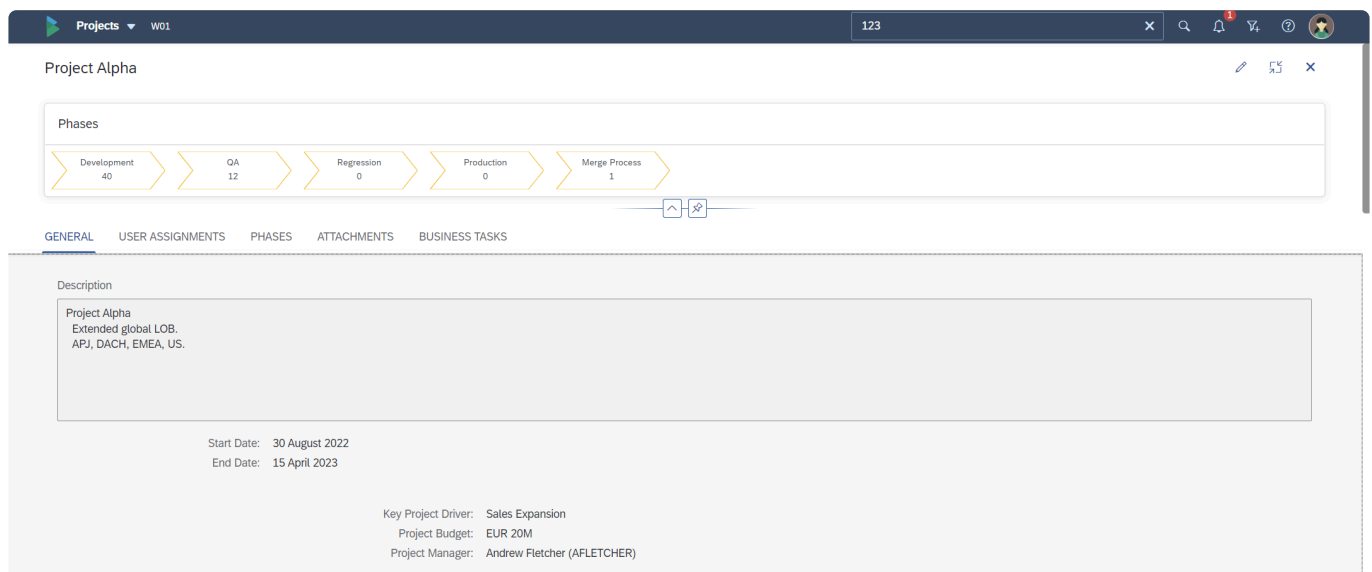 Projects W01 123 1
Project Alpha
Phases
Development QA Regression Production Merge Process
40 12 0 0 1
GENERAL USER ASSIGNMENTS PHASES ATTACHMENTS BUSINESS TASKS
Description
Project Alpha
Extended global LOB.
APJ, DACH, EMEA, US.
Start Date: 30 August 2022
End Date: 15 April 2023
Key Project Driver: Sales Expansion
Project Budget: EUR 20M
Project Manager: Andrew Fletcher (AFLETCHER)